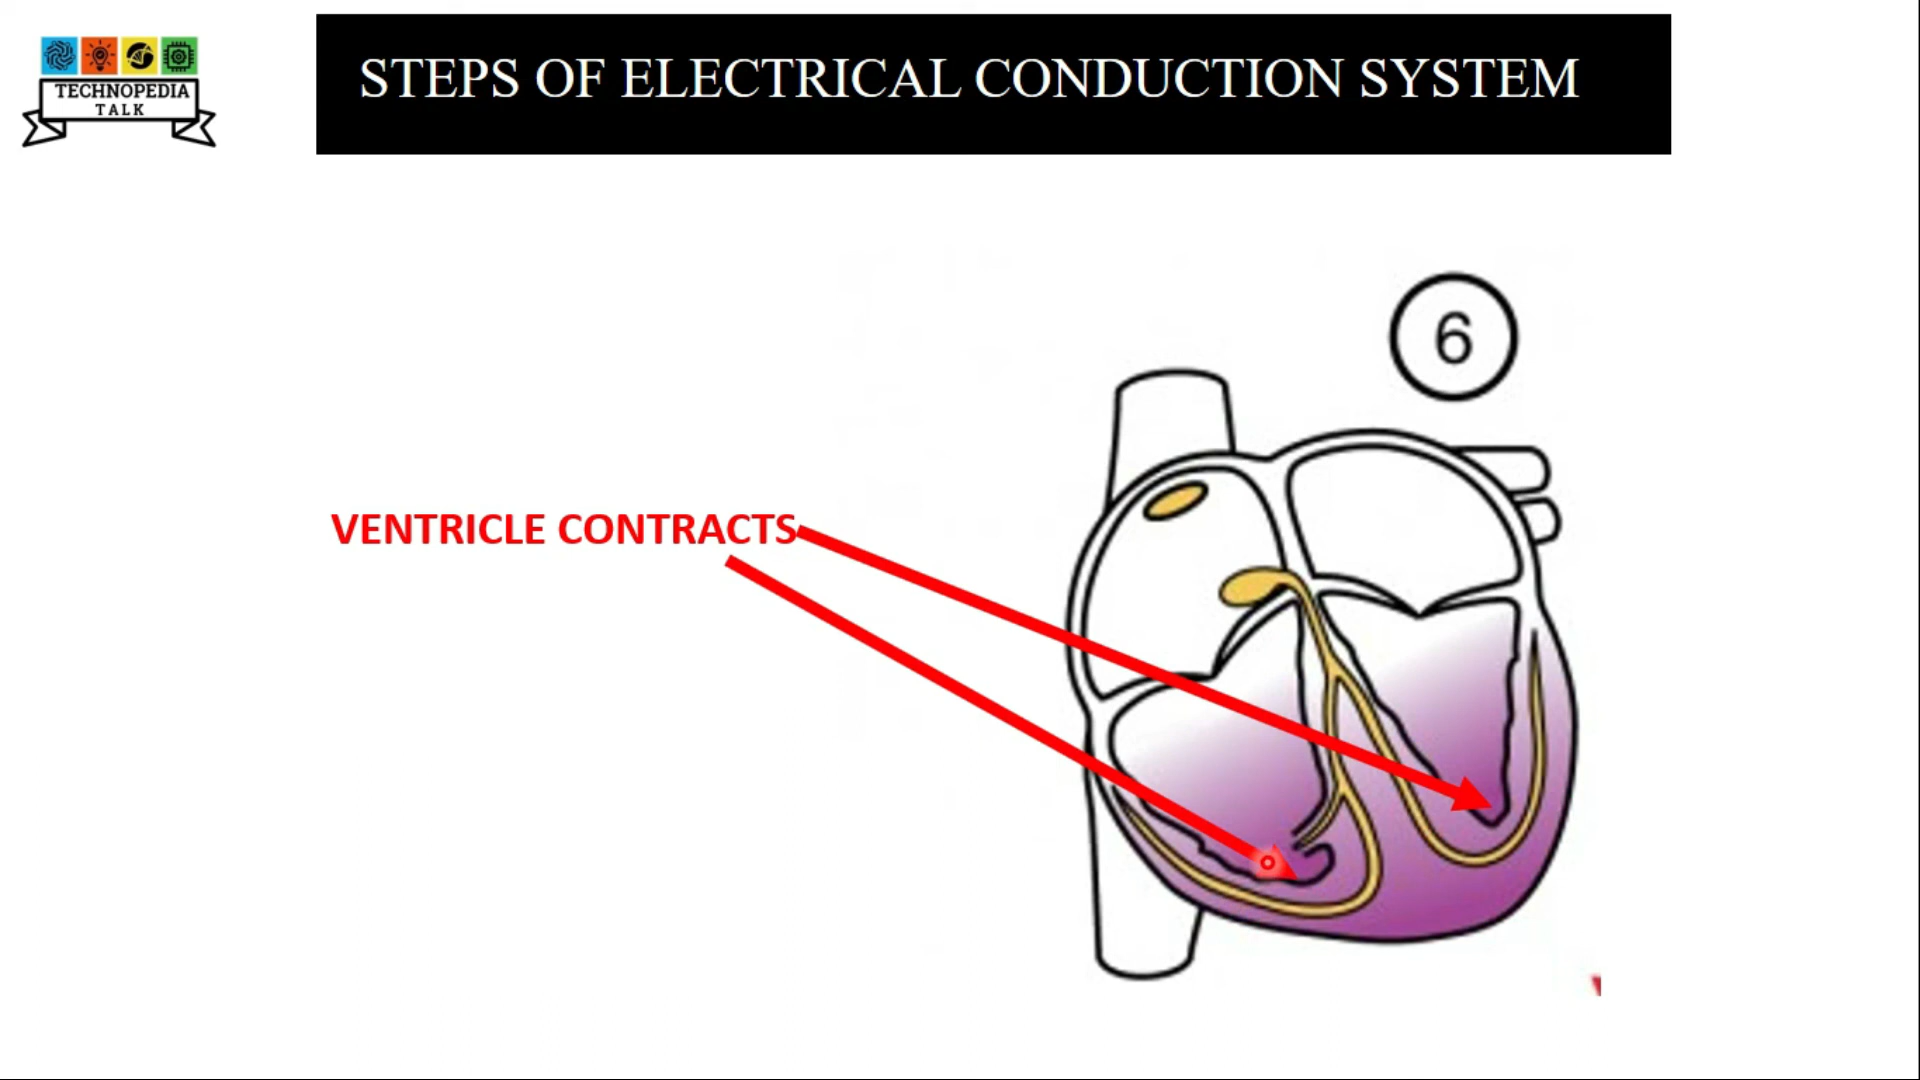 TECHNOPEDIA
TALK
STEPS OF ELECTRICAL CONDUCTION SYSTEM
6
VENTRICLE CONTRACTS